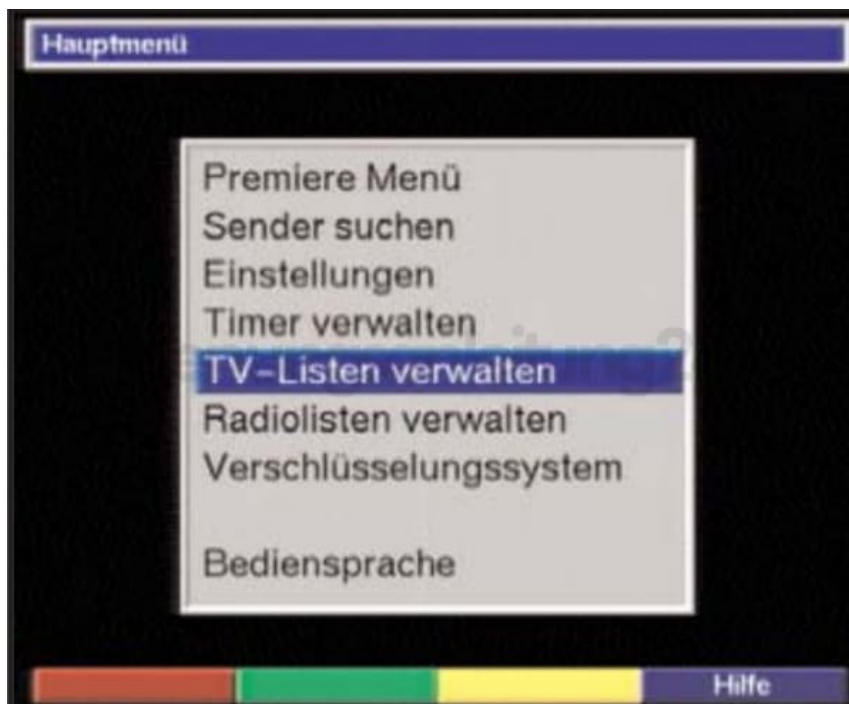 Hauptmenü
Premiere Menü
Sender suchen
Einstellungen
Timer verwalten
TV-Listen verwalten
Radiolisten verwalten
Verschlüsselungssystem
Bediensprache
Hilfe